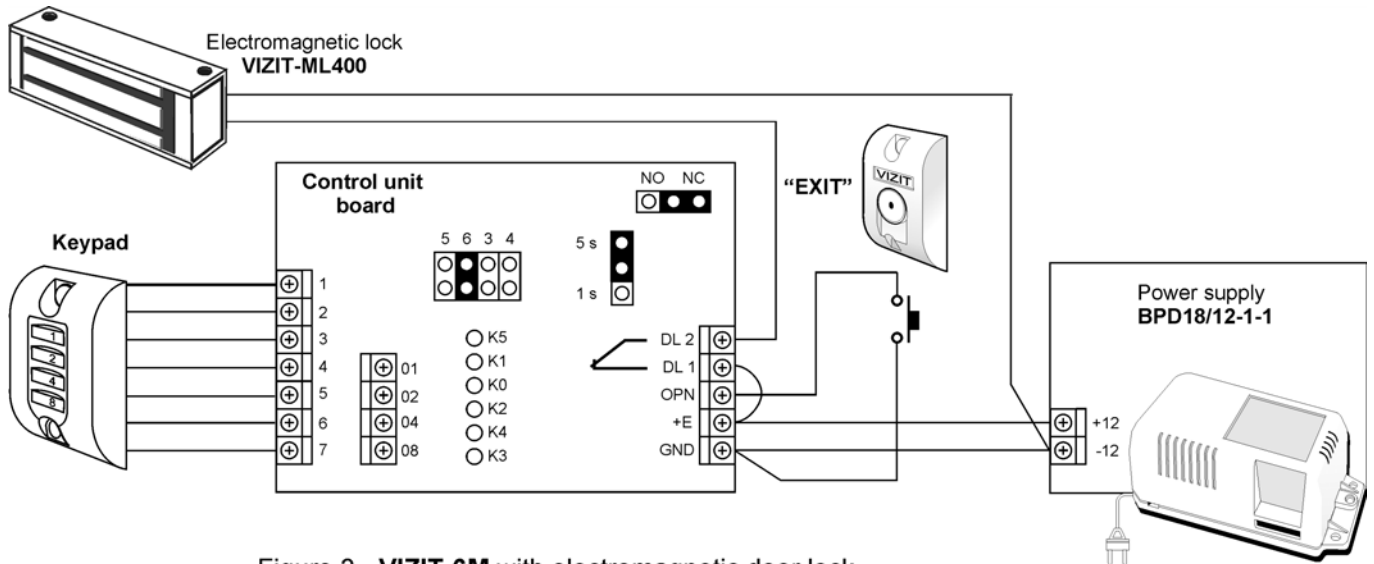 Electromagnetic lock
VIZIT-ML400
Control unit
board
NO NC
"EXIT"
VIZIT
Keypad
5 6 3 4
5 s
1 s
Power supply
BPD18/12-1-1
1
2
4
8
1
2
3
4
5
6
7
01
02
04
08
K5
K1
K0
K2
K4
K3
DL 2
DL 1
OPN
+E
GND
+12
-12
VIZIT-6M with electromagnetic door lock